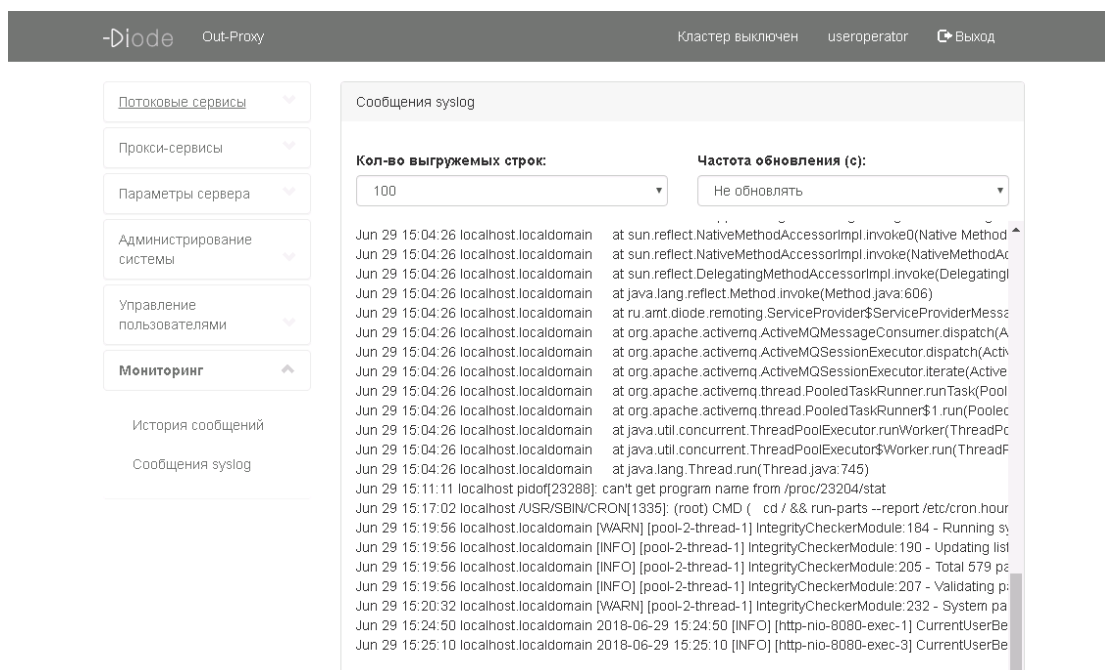 -Diode Out-Proxy Кластер выключен useroperator Выход
Потоковые сервисы
Прокси-сервисы
Параметры сервера
Администрирование
системы
Управление
пользователями
Мониторинг
История сообщений
Сообщения syslog
Сообщения syslog
Кол-во выгружемых строк: Частота обновления (с):
100 Не обновлять
Jun 29 15:04:26 localhost.localdomain at sun.reflect.NativeMethodAccessorImpl.invoke0(Native Method
Jun 29 15:04:26 localhost.localdomain at sun.reflect.NativeMethodAccessorImpl.invoke(NativeMethodAc
Jun 29 15:04:26 localhost.localdomain at sun.reflect.DelegatingMethodAccessorImpl.invoke(Delegating
Jun 29 15:04:26 localhost.localdomain at java.lang.reflect.Method.invoke(Method.java:606)
Jun 29 15:04:26 localhost.localdomain at ru.amt.diode.remoting.ServiceProvider$ServiceProviderMessa
Jun 29 15:04:26 localhost.localdomain at org.apache.activemq.ActiveMQMessageConsumer.dispatch(A
Jun 29 15:04:26 localhost.localdomain at org.apache.activemq.ActiveMQSessionExecutor.dispatch(Activ
Jun 29 15:04:26 localhost.localdomain at org.apache.activemq.ActiveMQSessionExecutor.iterate(Active
Jun 29 15:04:26 localhost.localdomain at org.apache.activemq.thread.PooledTaskRunner.runTask(Pool
Jun 29 15:04:26 localhost.localdomain at org.apache.activemq.thread.PooledTaskRunner$1.run(Pooled
Jun 29 15:04:26 localhost.localdomain at java.util.concurrent.ThreadPoolExecutor.runWorker(ThreadPo
Jun 29 15:04:26 localhost.localdomain at java.util.concurrent.ThreadPoolExecutor$Worker.run(ThreadP
Jun 29 15:04:26 localhost.localdomain at java.lang.Thread.run(Thread.java:745)
Jun 29 15:11:11 localhost pidof[23288]: can't get program name from /proc/23204/stat
Jun 29 15:17:02 localhost /USR/SBIN/CRON[1335]: (root) CMD ( cd / && run-parts --report /etc/cron.hour
Jun 29 15:19:56 localhost.localdomain [WARN] [pool-2-thread-1] IntegrityCheckerModule:184 - Running sy
Jun 29 15:19:56 localhost.localdomain [INFO] [pool-2-thread-1] IntegrityCheckerModule:190 - Updating list
Jun 29 15:19:56 localhost.localdomain [INFO] [pool-2-thread-1] IntegrityCheckerModule:205 - Total 579 pa
Jun 29 15:19:56 localhost.localdomain [INFO] [pool-2-thread-1] IntegrityCheckerModule:207 - Validating pa
Jun 29 15:20:32 localhost.localdomain [WARN] [pool-2-thread-1] IntegrityCheckerModule:232 - System pa
Jun 29 15:24:50 localhost.localdomain 2018-06-29 15:24:50 [INFO] [http-nio-8080-exec-1] CurrentUserBe
Jun 29 15:25:10 localhost.localdomain 2018-06-29 15:25:10 [INFO] [http-nio-8080-exec-3] CurrentUserBe